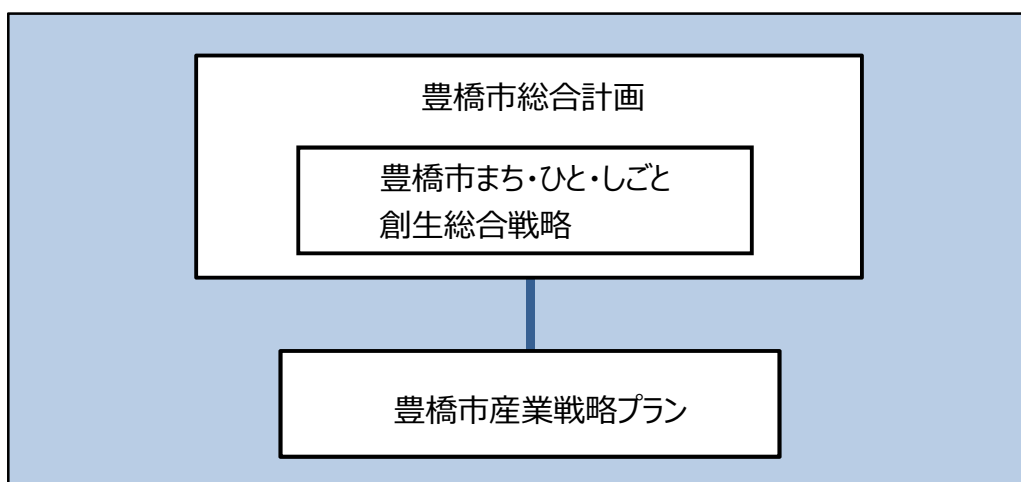 豊橋市総合計画
豊橋市まち・ひと・しごと
創生総合戦略
豊橋市産業戦略プラン